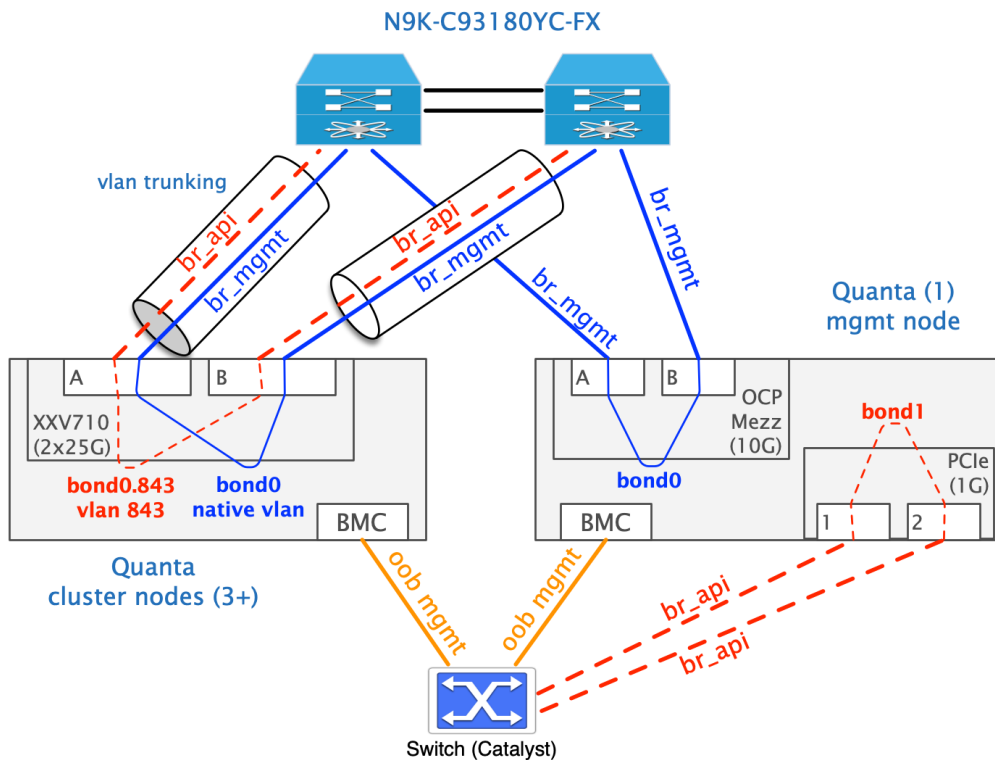 N9K-C93180YC-FX
vlan trunking
br_api
br_mgmt
br_api
br_mgmt
br_mgmt
br_mgmt
Quanta (1)
mgmt node
A
B
XXV710
(2x25G)
bond0.843
vlan 843
bond0
native vlan
BMC
Quanta
cluster nodes (3+)
A
B
OCP
Mezz
(10G)
bond0
BMC
bond1
PCIe
(1G)
1
2
oob mgmt
oob mgmt
br_api
br_api
Switch (Catalyst)